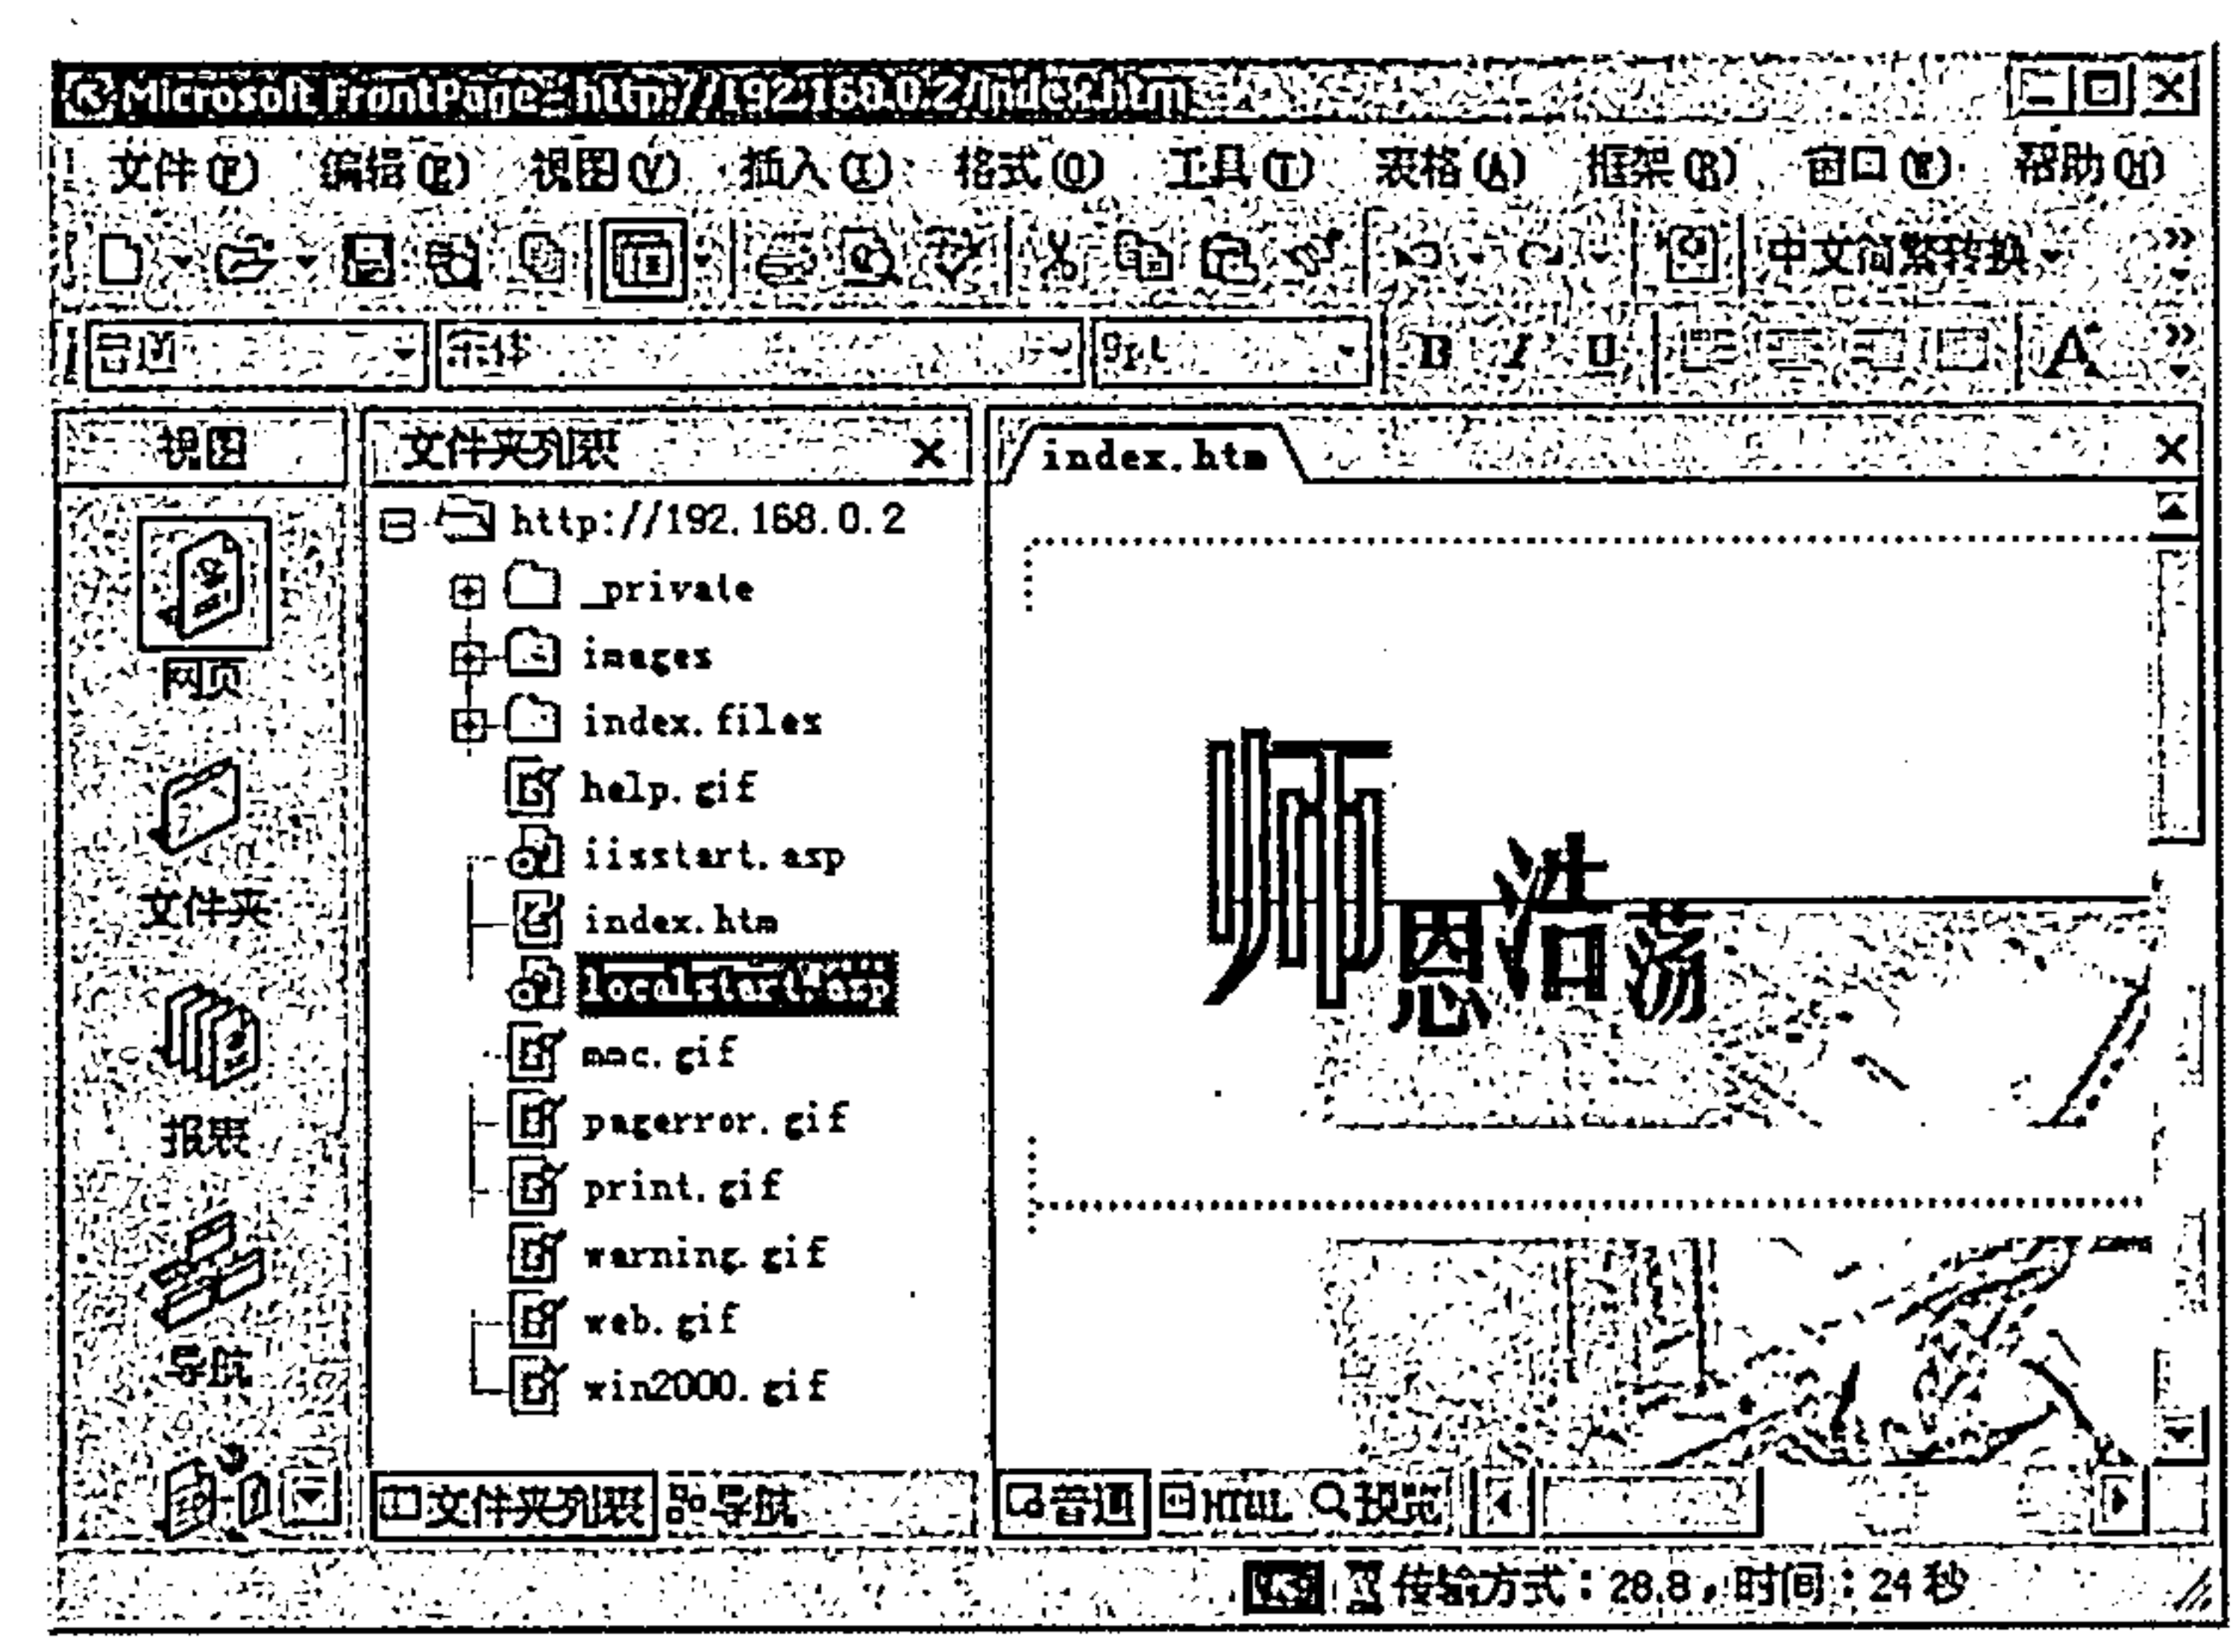 Microsoft FrontPage - http://192.168.0.2/index.htm
文件(F) 编辑(E) 视图(V) 插入(I) 格式(O) 工具(T) 表格(A) 框架(R) 窗口(W) 帮助(H)
中文简繁转换
普通 宋体 9pt B I U A
视图
网页
文件夹
报表
导航
文件夹列表
http://192.168.0.2
_private
images
index.files
help.gif
iisstart.asp
index.htm
localstart.asp
mmc.gif
pagerror.gif
print.gif
warning.gif
web.gif
win2000.gif
文件夹列表 导航
index.htm
师恩浩荡
普通 HTML 预览
传输方式：28.8，时间：24 秒